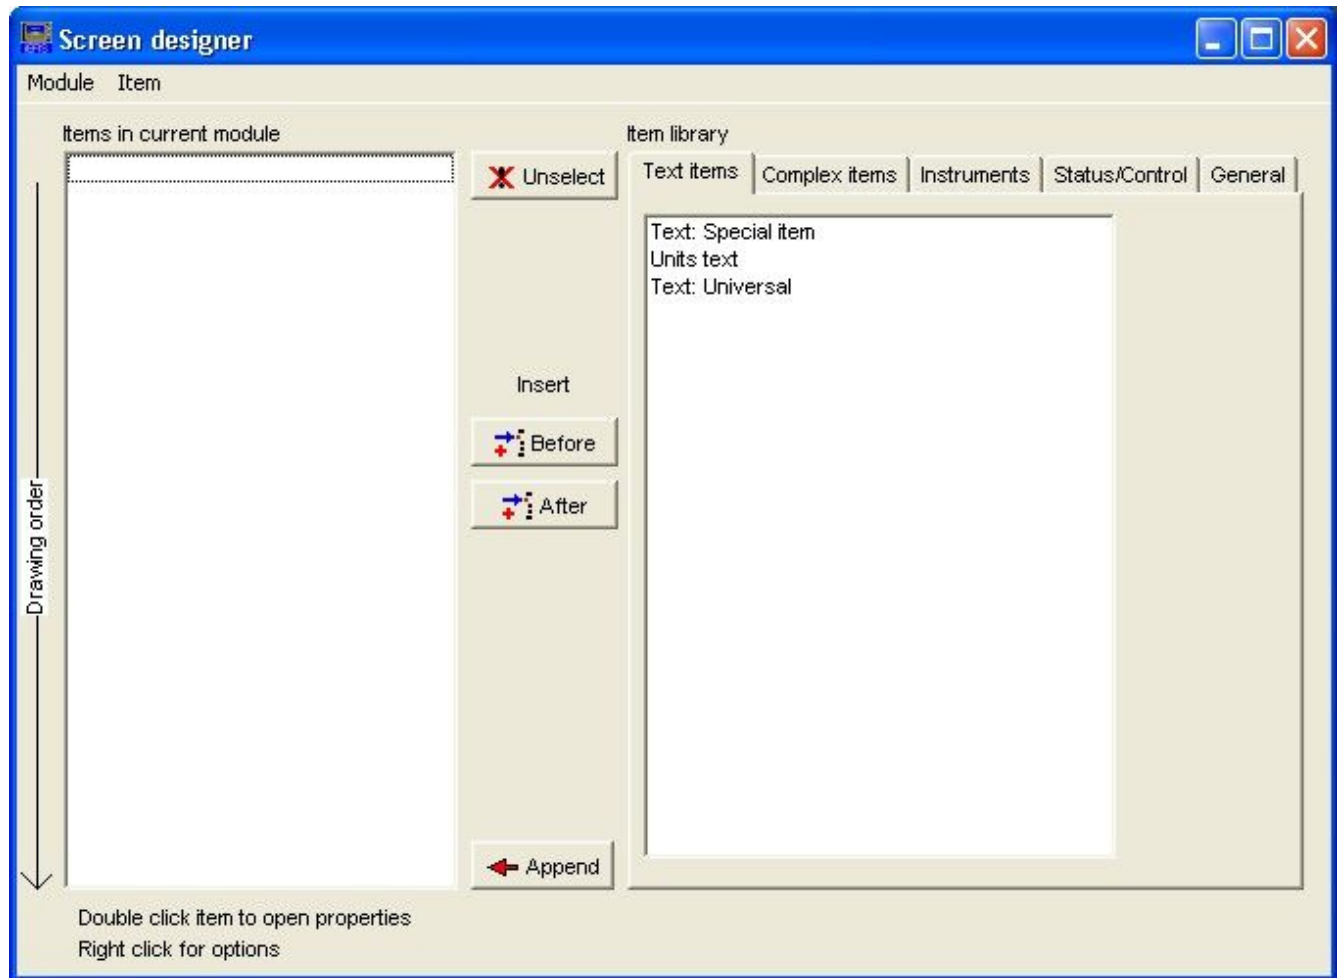 Screen designer
Module Item
Items in current module
Item library
Unselect
Text items Complex items Instruments Status/Control General
Text: Special item
Units text
Text: Universal
Insert
Before
After
Drawing order
Append
Double click item to open properties
Right click for options